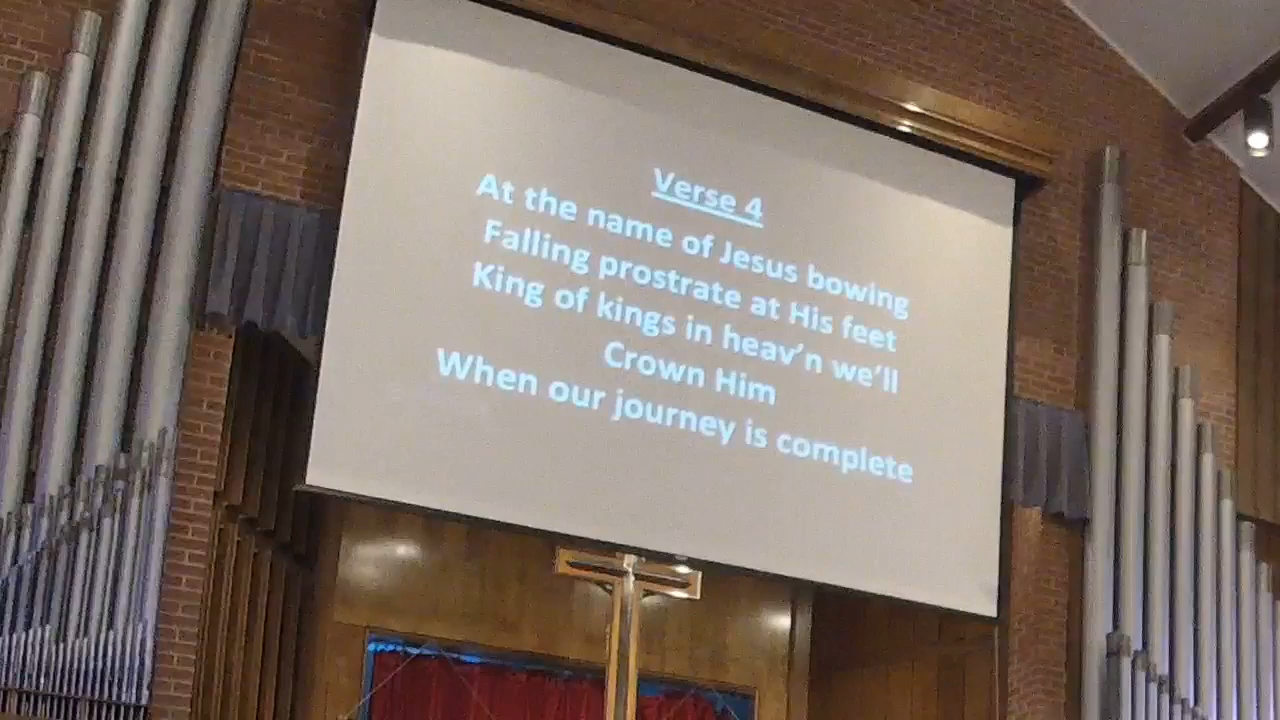 Verse 4
At the name of Jesus bowing
Falling prostrate at His feet
King of kings in heav’n we’ll
Crown Him
When our journey is complete